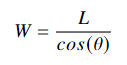 W = L / cos(θ)